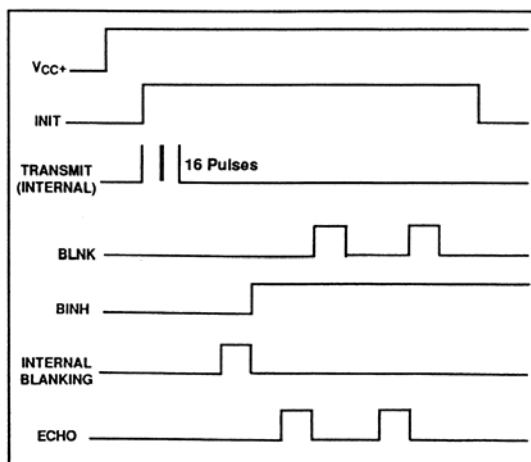 VCC+
INIT
TRANSMIT
(INTERNAL)
16 Pulses
BLNK
BINH
INTERNAL
BLANKING
ECHO